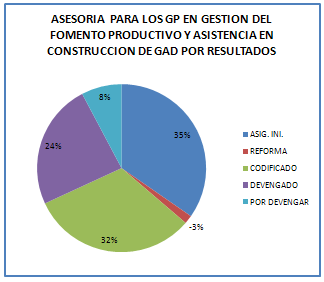 ASESORIA PARA LOS GP EN GESTION DEL
FOMENTO PRODUCTIVO Y ASISTENCIA EN
CONSTRUCCION DE GAD POR RESULTADOS
8%
35%
24%
-3%
32%
ASIG. INI.
REFORMA
CODIFICADO
DEVENGADO
POR DEVENGAR